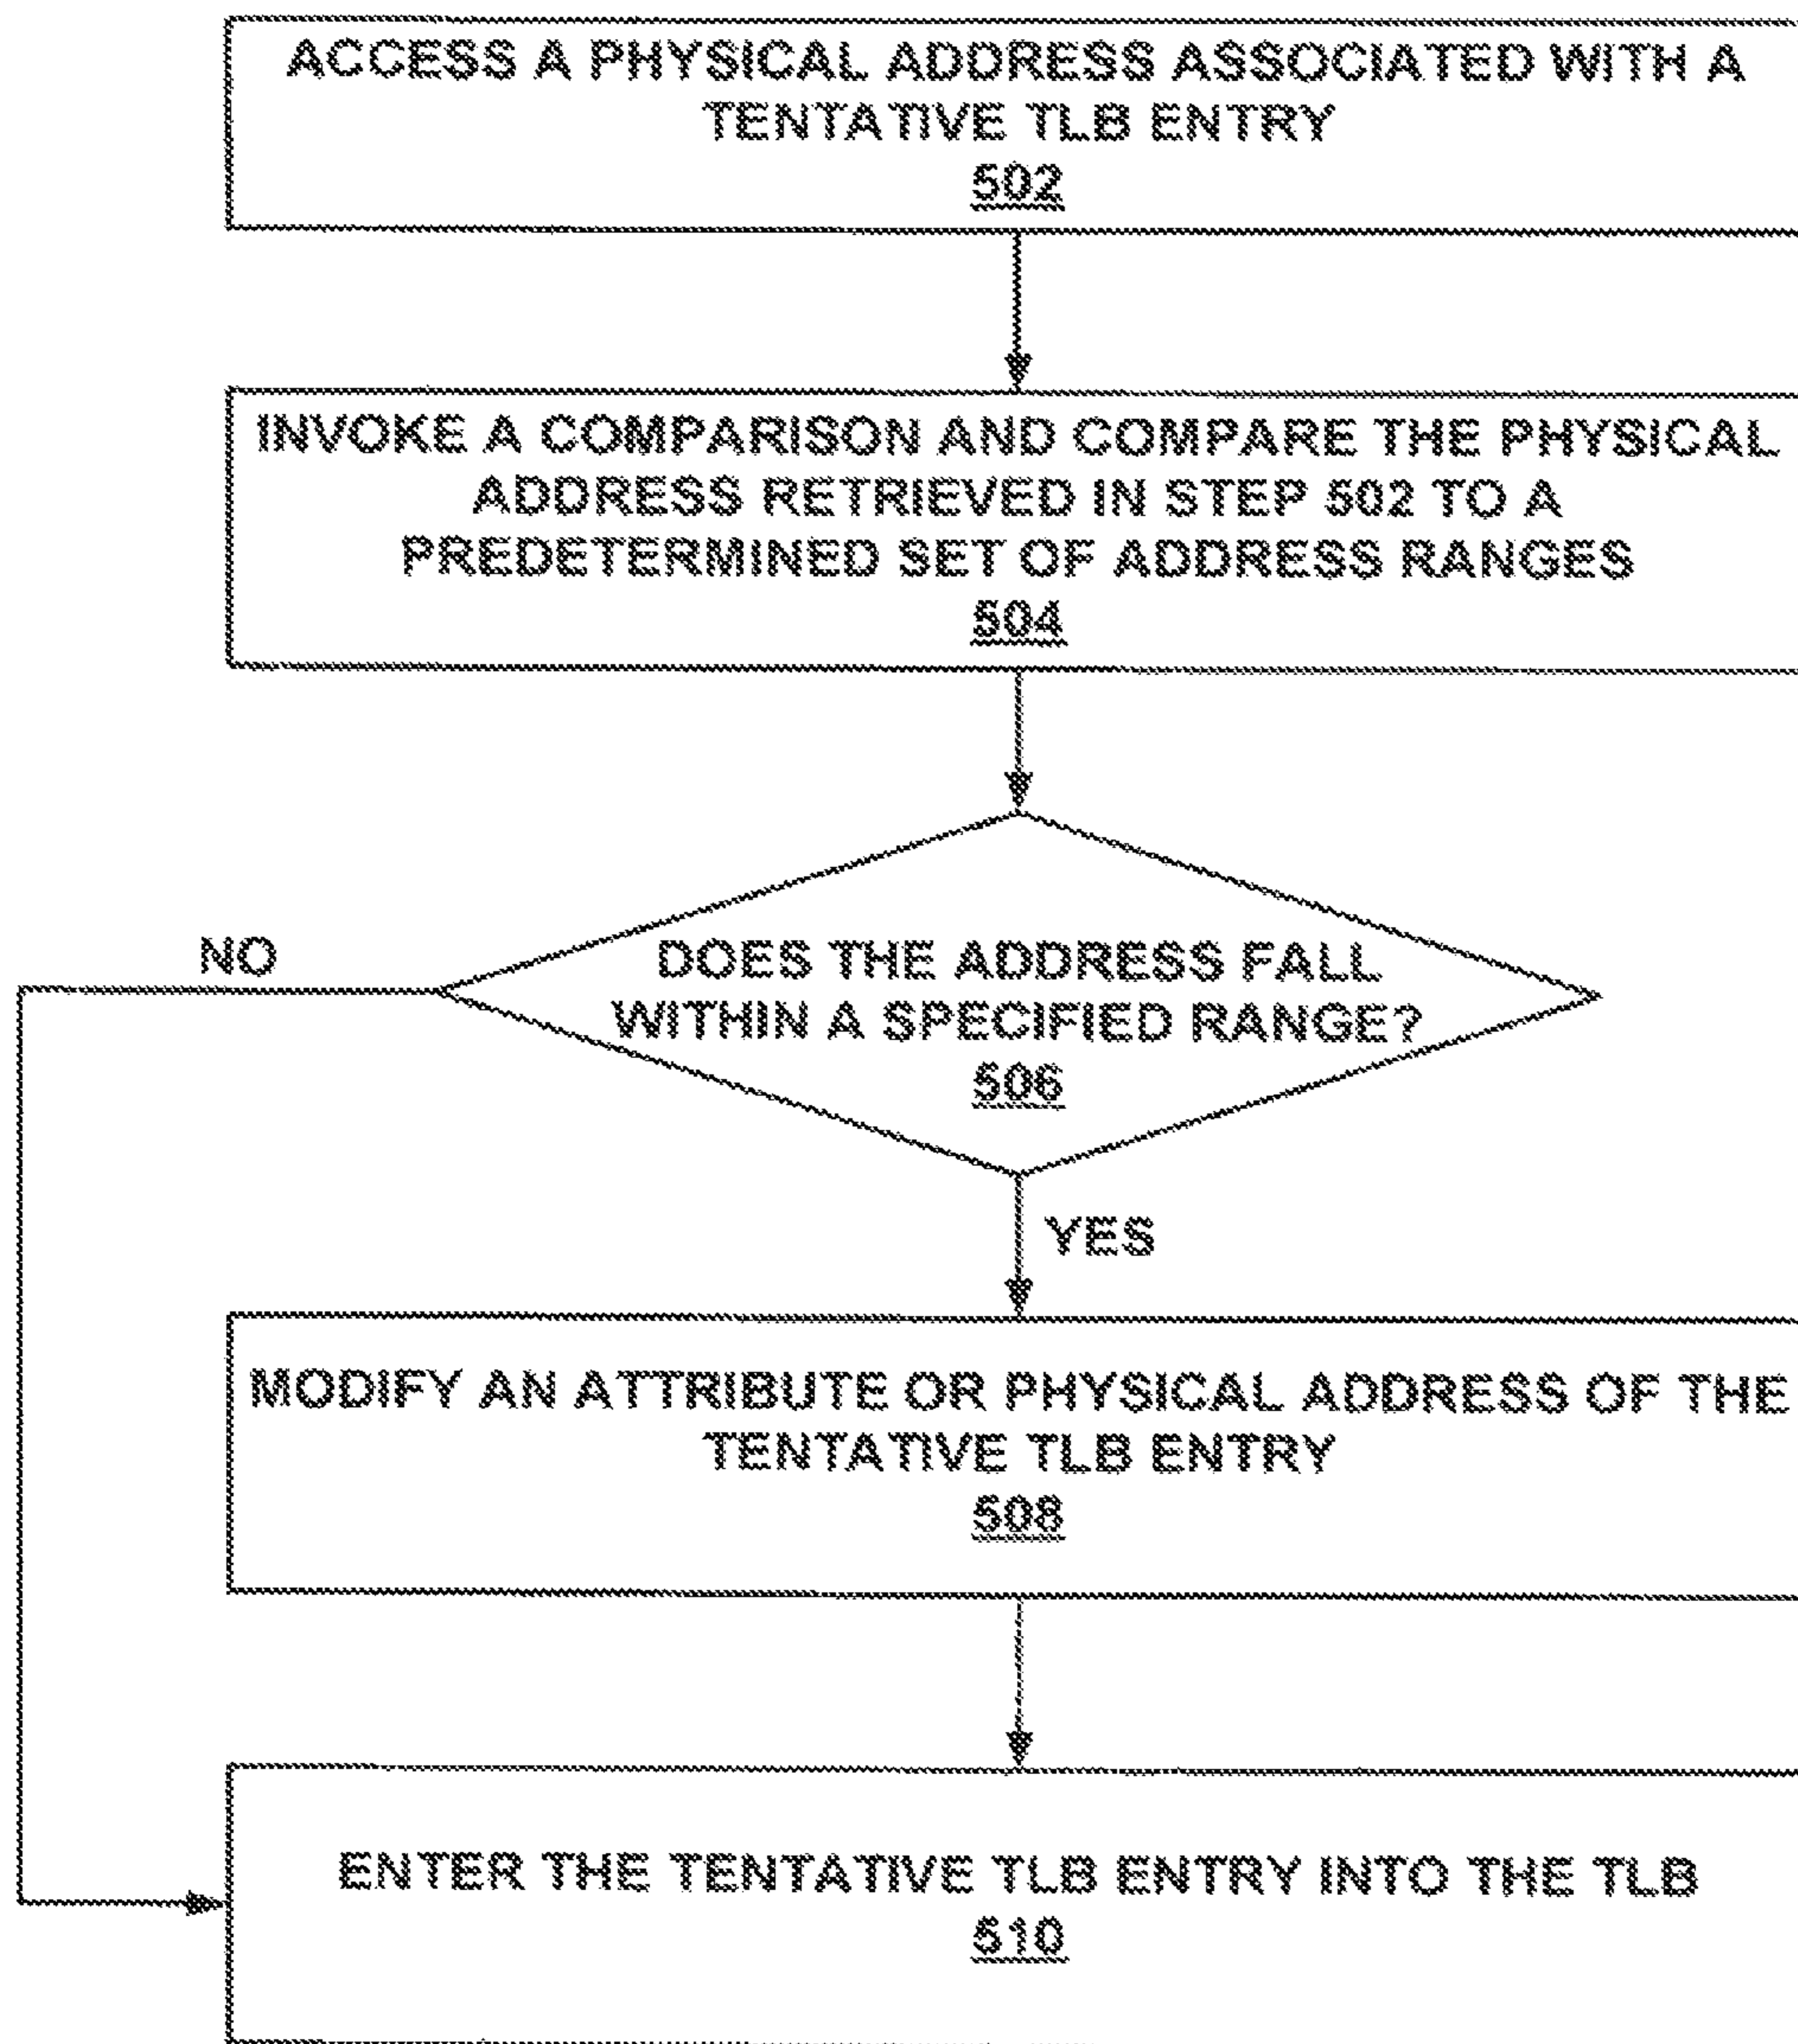 ACCESS A PHYSICAL ADDRESS ASSOCIATED WITH A
TENTATIVE TLB ENTRY
502
INVOKE A COMPARISON AND COMPARE THE PHYSICAL
ADDRESS RETRIEVED IN STEP 502 TO A
PREDETERMINED SET OF ADDRESS RANGES
504
NO
DOES THE ADDRESS FALL
WITHIN A SPECIFIED RANGE?
506
YES
MODIFY AN ATTRIBUTE OR PHYSICAL ADDRESS OF THE
TENTATIVE TLB ENTRY
508
ENTER THE TENTATIVE TLB ENTRY INTO THE TLB
510